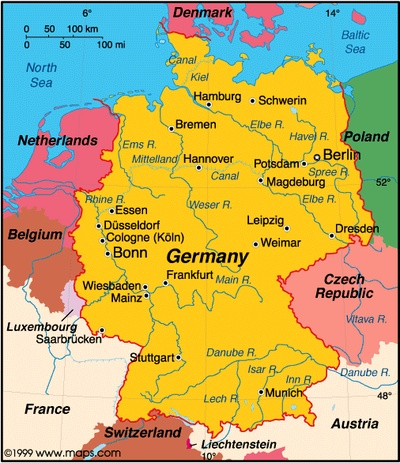 6°
Denmark
14°
0 50 100 km
0 50 100 mi
Baltic
Sea
North
Sea
Canal
Kiel
Hamburg
Schwerin
Elbe R.
Bremen
Netherlands
Ems R.
Havel R.
Poland
Mittelland
Hannover
Potsdam
Berlin
Canal
Spree R.
Magdeburg
52°
Rhine R.
Essen
Weser R.
Elbe R.
Belgium
Düsseldorf
Cologne (Köln)
Leipzig
Dresden
Bonn
Germany
Weimar
Wiesbaden
Frankfurt
Main R.
Mainz
Czech
Republic
Luxembourg
Vltava R.
Saarbrücken
Stuttgart
Danube R.
Isar R.
Inn R.
Danube R.
Lech R.
Munich
48°
France
Austria
Switzerland
Liechtenstein
©1999 www.maps.com
10°